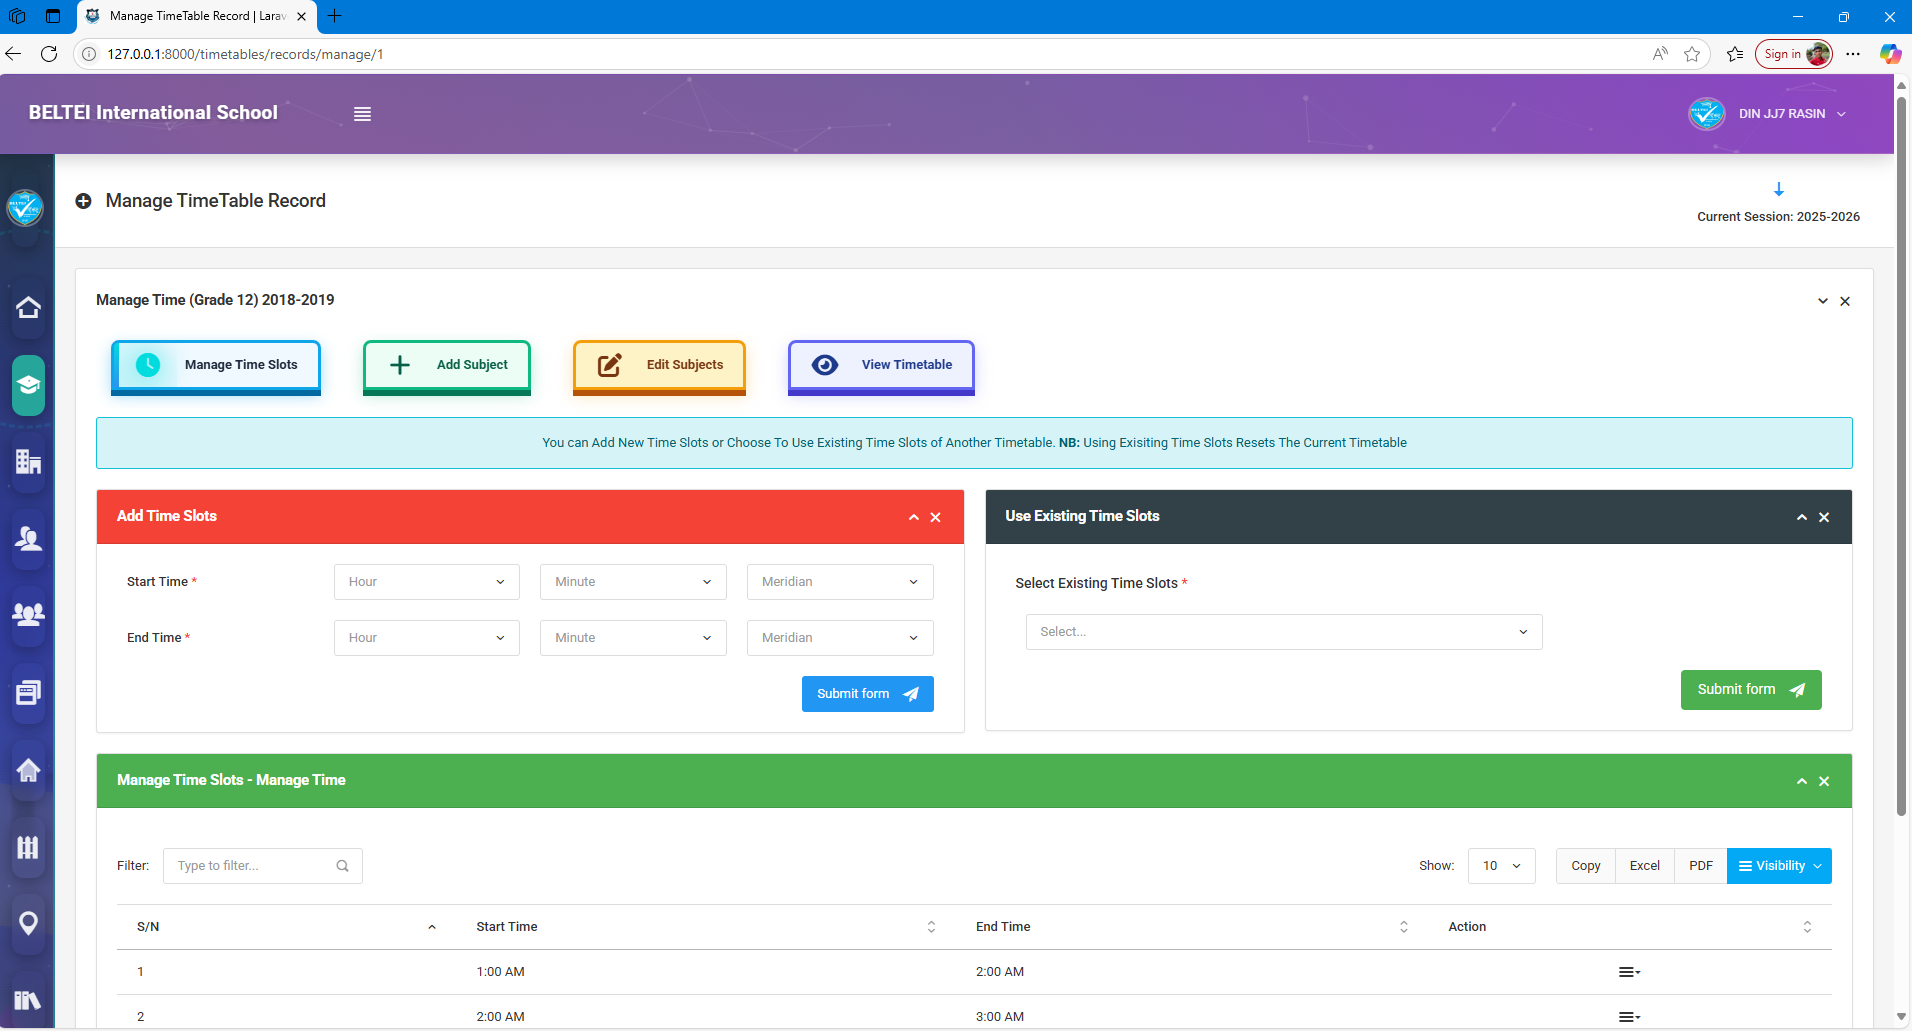 Manage TimeTable Record | Larav
127.0.0.1:8000/timetables/records/manage/1
Sign in
BELTEI International School
DIN JJ7 RASIN
Manage TimeTable Record
Current Session: 2025-2026
Manage Time (Grade 12) 2018-2019
Manage Time Slots
Add Subject
Edit Subjects
View Timetable
You can Add New Time Slots or Choose To Use Existing Time Slots of Another Timetable. NB: Using Exisiting Time Slots Resets The Current Timetable
Add Time Slots
Start Time * Hour Minute Meridian
End Time * Hour Minute Meridian
Submit form
Use Existing Time Slots
Select Existing Time Slots *
Select...
Submit form
Manage Time Slots - Manage Time
Filter: Type to filter... Show: 10 Copy Excel PDF Visibility
S/N Start Time End Time Action
1 1:00 AM 2:00 AM
2 2:00 AM 3:00 AM